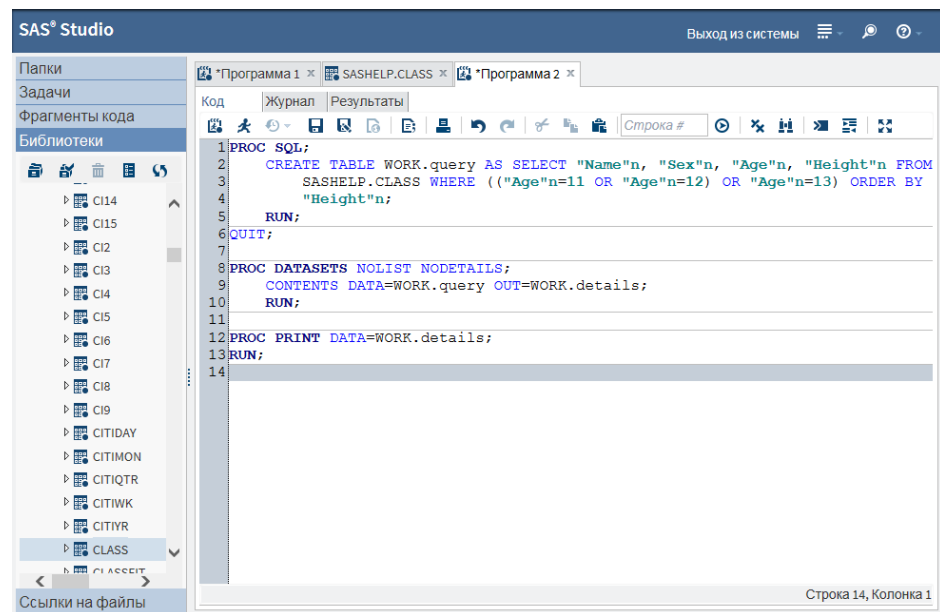 SAS® Studio
Выход из системы
Папки
Задачи
Фрагменты кода
Библиотеки
CI14
CI15
CI2
CI3
CI4
CI5
CI6
CI7
CI8
CI9
CITIDAY
CITIMON
CITIQTR
CITIWK
CITIYR
CLASS
CLASSFIT
Ссылки на файлы
*Программа 1 × SASHELP.CLASS × *Программа 2 ×
Код Журнал Результаты
Строка #
1 PROC SQL;
2 CREATE TABLE WORK.query AS SELECT "Name"n, "Sex"n, "Age"n, "Height"n FROM
3 SASHELP.CLASS WHERE (("Age"n=11 OR "Age"n=12) OR "Age"n=13) ORDER BY
4 "Height"n;
5 RUN;
6 QUIT;
7
8 PROC DATASETS NOLIST NODETAILS;
9 CONTENTS DATA=WORK.query OUT=WORK.details;
10 RUN;
11
12 PROC PRINT DATA=WORK.details;
13 RUN;
14
Строка 14, Колонка 1